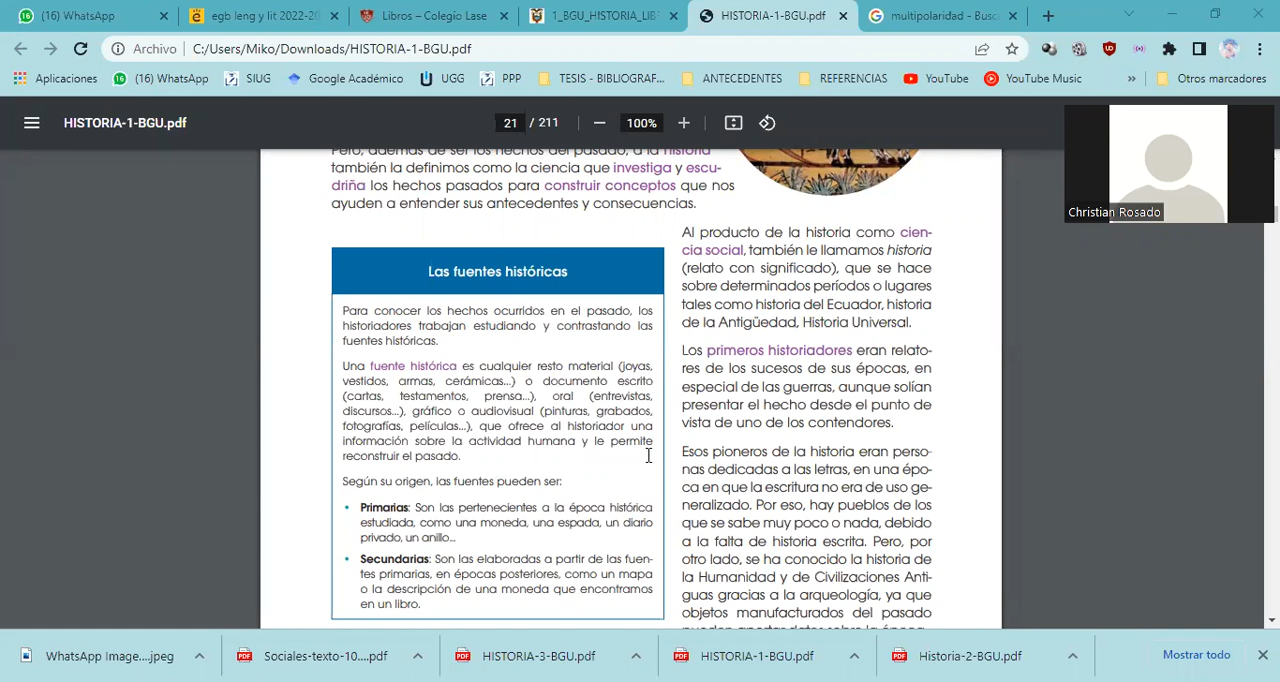 (16) WhatsApp
egb leng y lit 2022-20
Libros – Colegio Lase
1_BGU_HISTORIA_LIB
HISTORIA-1-BGU.pdf
multipolaridad - Bus
Archivo
C:/Users/Miko/Downloads/HISTORIA-1-BGU.pdf
Aplicaciones
(16) WhatsApp
SIUG
Google Académico
UGG
PPP
TESIS - BIBLIOGRAF...
ANTECEDENTES
REFERENCIAS
YouTube
YouTube Music
»
Otros marcadores
HISTORIA-1-BGU.pdf
21 / 211
100%
Christian Rosado
Pero, además de ser los hechos del pasado, a la historia
también la definimos como la ciencia que investiga y escu-
driña los hechos pasados para construir conceptos que nos
ayuden a entender sus antecedentes y consecuencias.
Las fuentes históricas
Para conocer los hechos ocurridos en el pasado, los
historiadores trabajan estudiando y contrastando las
fuentes históricas.
Una fuente histórica es cualquier resto material (joyas,
vestidos, armas, cerámicas...) o documento escrito
(cartas, testamentos, prensa...), oral (entrevistas,
discursos...), gráfico o audiovisual (pinturas, grabados,
fotografías, películas...), que ofrece al historiador una
información sobre la actividad humana y le permite
reconstruir el pasado.
Según su origen, las fuentes pueden ser:
• Primarias: Son las pertenecientes a la época histórica
estudiada, como una moneda, una espada, un diario
privado, un anillo...
• Secundarias: Son las elaboradas a partir de las fuen-
tes primarias, en épocas posteriores, como un mapa
o la descripción de una moneda que encontramos
en un libro.
Al producto de la historia como cien-
cia social, también le llamamos historia
(relato con significado), que se hace
sobre determinados períodos o lugares
tales como historia del Ecuador, historia
de la Antigüedad, Historia Universal.
Los primeros historiadores eran relato-
res de los sucesos de sus épocas, en
especial de las guerras, aunque solían
presentar el hecho desde el punto de
vista de uno de los contendores.
Esos pioneros de la historia eran perso-
nas dedicadas a las letras, en una épo-
ca en que la escritura no era de uso ge-
neralizado. Por eso, hay pueblos de los
que se sabe muy poco o nada, debido
a la falta de historia escrita. Pero, por
otro lado, se ha conocido la historia de
la Humanidad y de Civilizaciones Anti-
guas gracias a la arqueología, ya que
objetos manufacturados del pasado
pueden aportar datos sobre la época
WhatsApp Image....jpeg
Sociales-texto-10....pdf
HISTORIA-3-BGU.pdf
HISTORIA-1-BGU.pdf
Historia-2-BGU.pdf
Mostrar todo